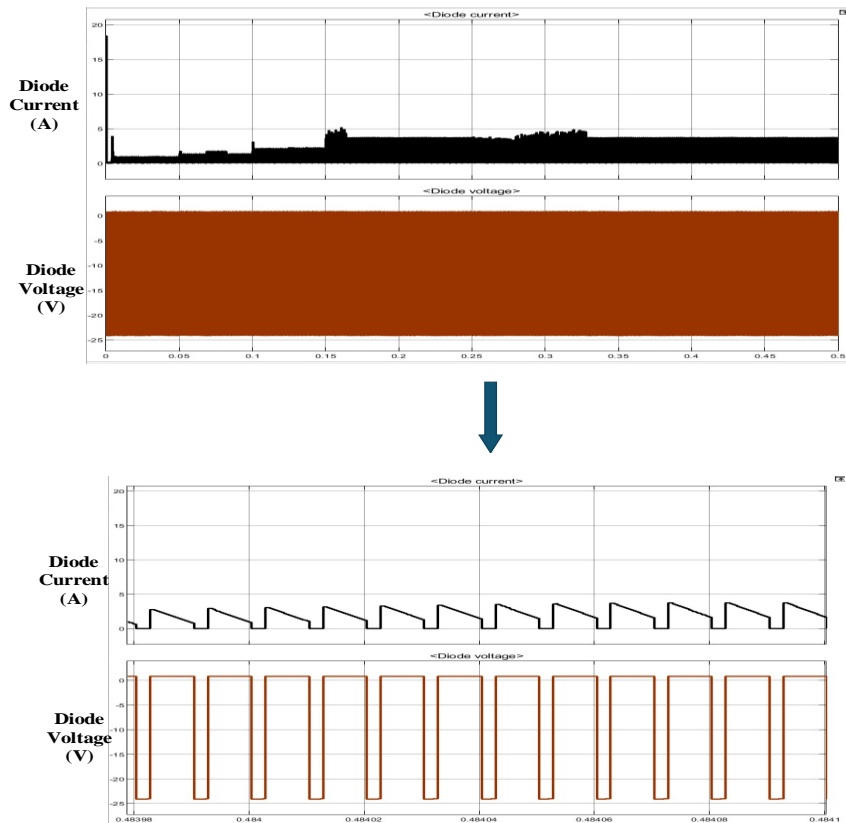 <Diode current>
20
15
10
5
0
Diode
Current
(A)
<Diode voltage>
0
-5
-10
-15
-20
-25
Diode
Voltage
(V)
0 0.05 0.1 0.15 0.2 0.25 0.3 0.35 0.4 0.45 0.5
<Diode current>
20
15
10
5
0
Diode
Current
(A)
<Diode voltage>
0
-5
-10
-15
-20
-25
Diode
Voltage
(V)
0.48398 0.484 0.48402 0.48404 0.48406 0.48408 0.4841